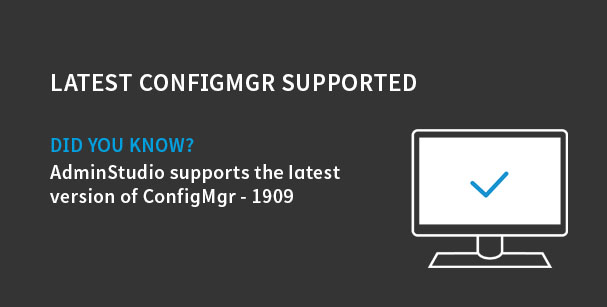 LATEST CONFIGMGR SUPPORTED
DID YOU KNOW?
AdminStudio supports the latest
version of ConfigMgr - 1909